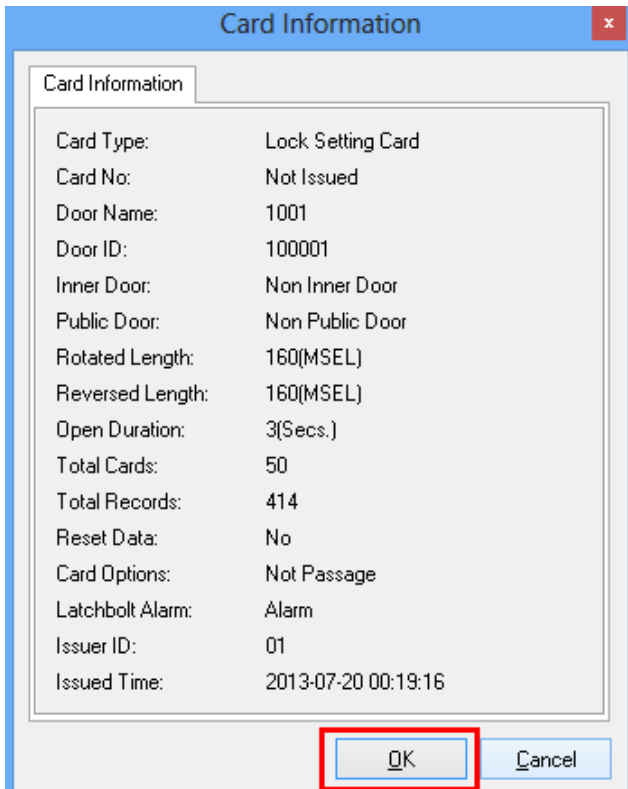 Card Information
x
Card Information
Card Type: Lock Setting Card
Card No: Not Issued
Door Name: 1001
Door ID: 100001
Inner Door: Non Inner Door
Public Door: Non Public Door
Rotated Length: 160(MSEL)
Reversed Length: 160(MSEL)
Open Duration: 3(Secs.)
Total Cards: 50
Total Records: 414
Reset Data: No
Card Options: Not Passage
Latchbolt Alarm: Alarm
Issuer ID: 01
Issued Time: 2013-07-20 00:19:16
OK Cancel